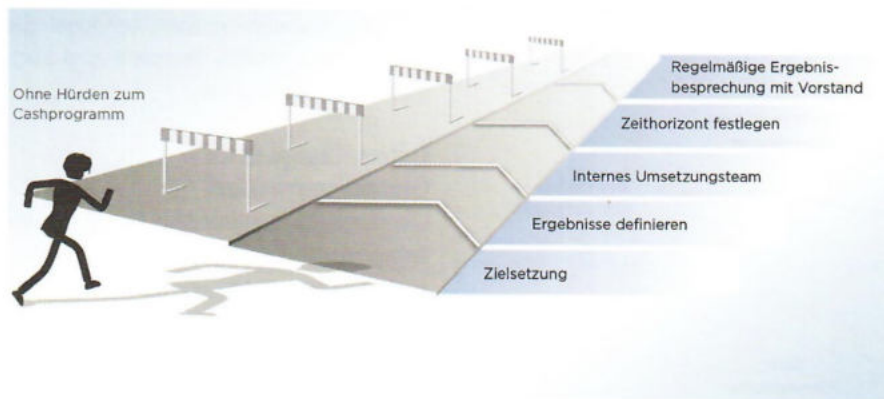 Ohne Hürden zum
Cashprogramm
Regelmäßige Ergebnis-
besprechung mit Vorstand
Zeithorizont festlegen
Internes Umsetzungsteam
Ergebnisse definieren
Zielsetzung